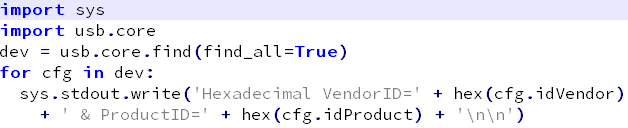 import sys
import usb.core
dev = usb.core.find(find_all=True)
for cfg in dev:
  sys.stdout.write('Hexadecimal VendorID=' + hex(cfg.idVendor)
    + ' & ProductID=' + hex(cfg.idProduct) + '\n\n')